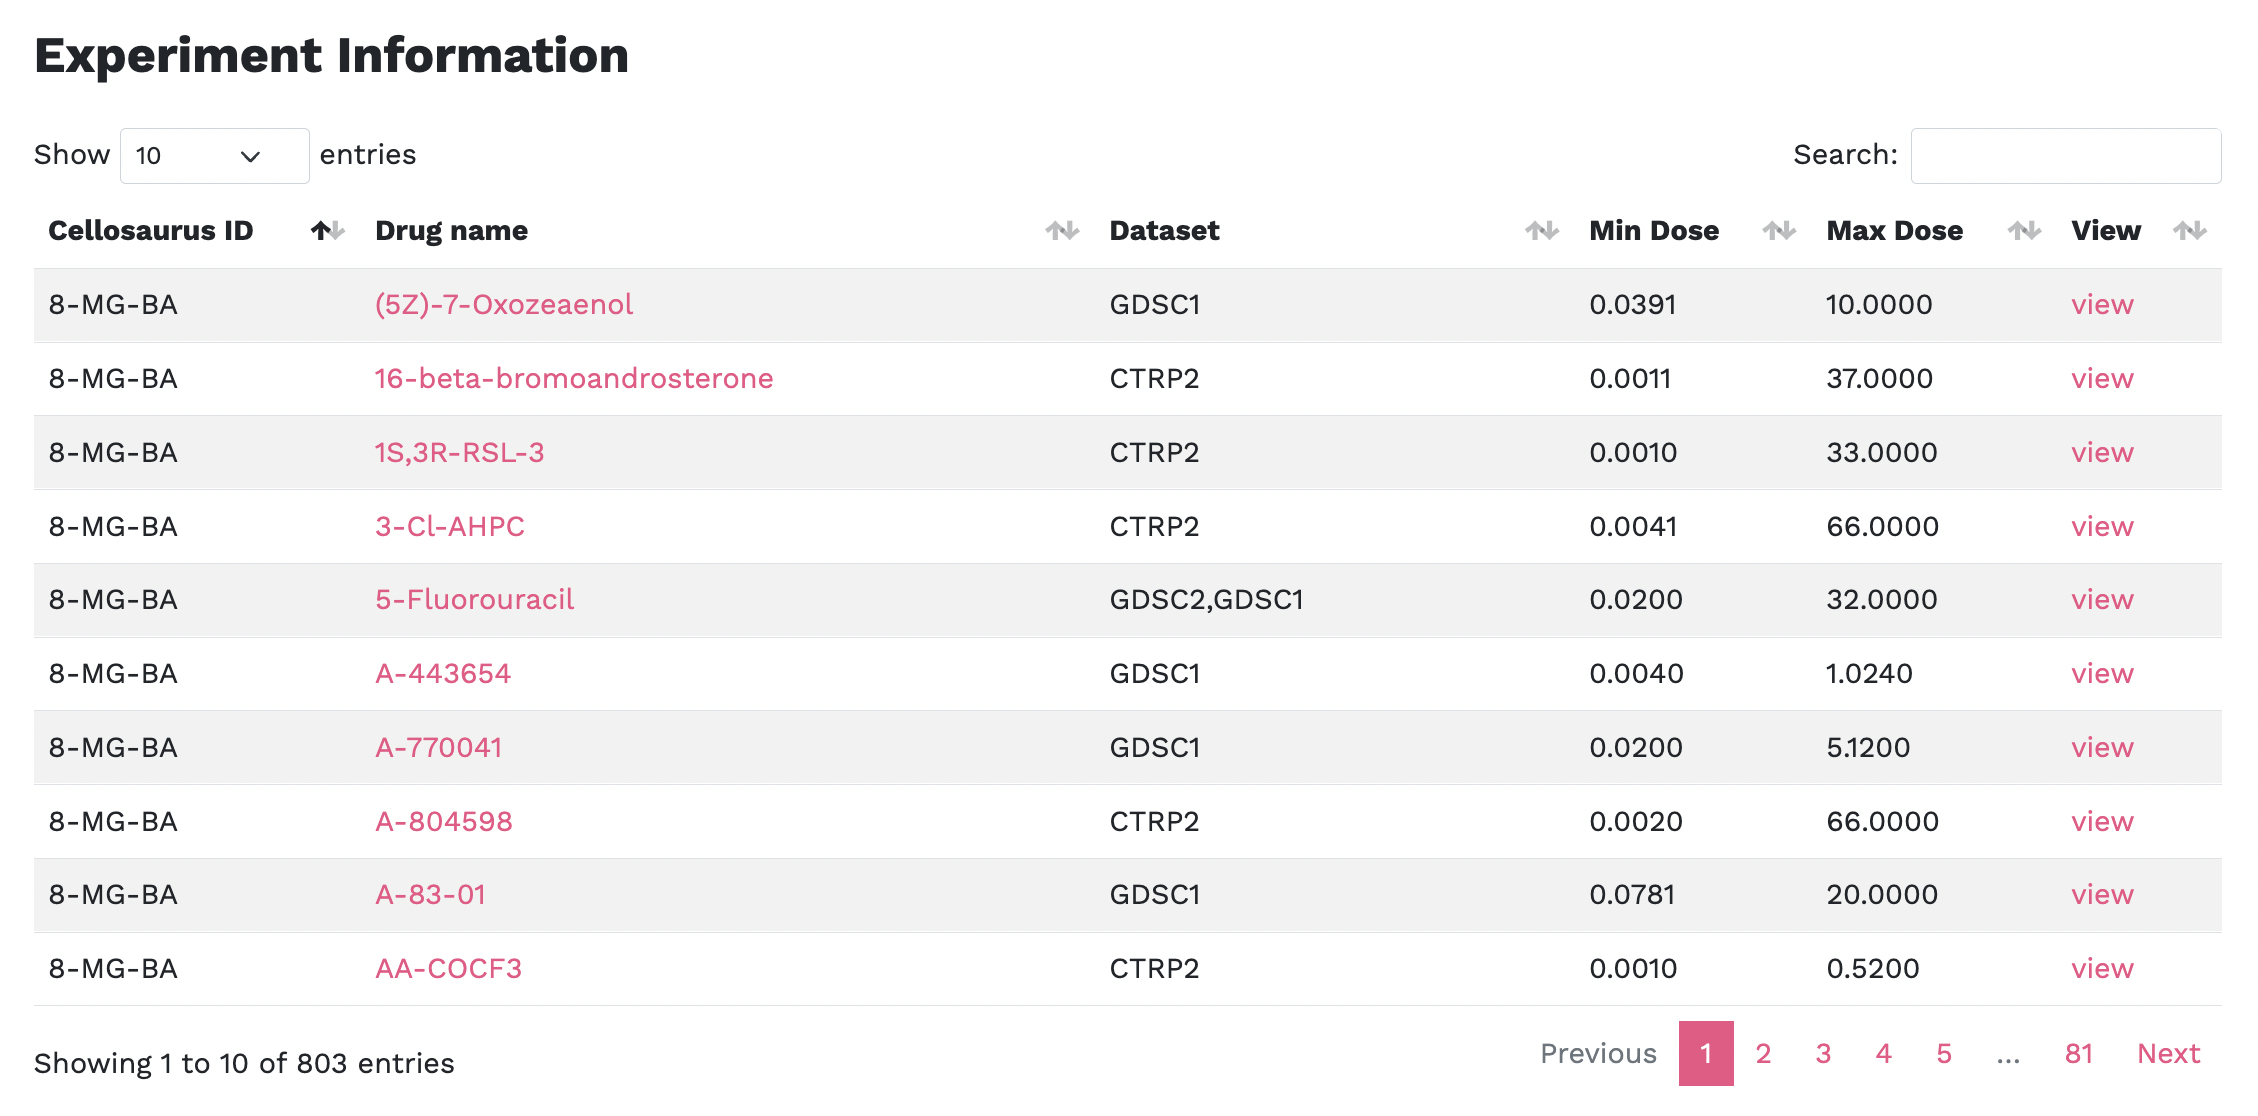 Experiment Information
Show 10 entries Search:
Cellosaurus ID Drug name Dataset Min Dose Max Dose View
8-MG-BA (5Z)-7-Oxozeaenol GDSC1 0.0391 10.0000 view
8-MG-BA 16-beta-bromoandrosterone CTRP2 0.0011 37.0000 view
8-MG-BA 1S,3R-RSL-3 CTRP2 0.0010 33.0000 view
8-MG-BA 3-Cl-AHPC CTRP2 0.0041 66.0000 view
8-MG-BA 5-Fluorouracil GDSC2,GDSC1 0.0200 32.0000 view
8-MG-BA A-443654 GDSC1 0.0040 1.0240 view
8-MG-BA A-770041 GDSC1 0.0200 5.1200 view
8-MG-BA A-804598 CTRP2 0.0020 66.0000 view
8-MG-BA A-83-01 GDSC1 0.0781 20.0000 view
8-MG-BA AA-COCF3 CTRP2 0.0010 0.5200 view
Showing 1 to 10 of 803 entries Previous 1 2 3 4 5 ... 81 Next